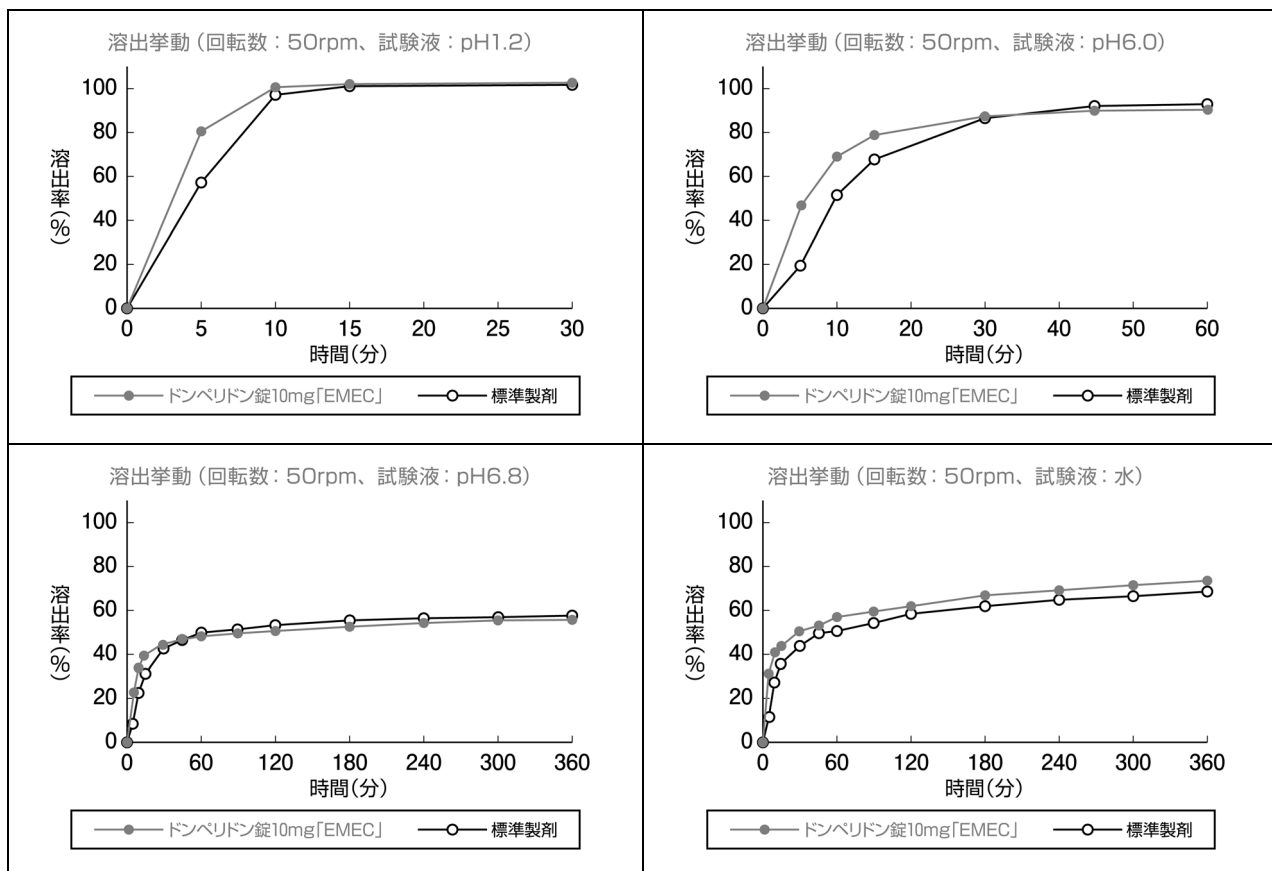 溶出挙動（回転数：50rpm、試験液：pH1.2）
溶出率(%)
100
80
60
40
20
0
0 5 10 15 20 25 30
時間(分)
ドンペリドン錠10mg「EMEC」 標準製剤
溶出挙動（回転数：50rpm、試験液：pH6.0）
溶出率(%)
100
80
60
40
20
0
0 10 20 30 40 50 60
時間(分)
ドンペリドン錠10mg「EMEC」 標準製剤
溶出挙動（回転数：50rpm、試験液：pH6.8）
溶出率(%)
100
80
60
40
20
0
0 60 120 180 240 300 360
時間(分)
ドンペリドン錠10mg「EMEC」 標準製剤
溶出挙動（回転数：50rpm、試験液：水）
溶出率(%)
100
80
60
40
20
0
0 60 120 180 240 300 360
時間(分)
ドンペリドン錠10mg「EMEC」 標準製剤